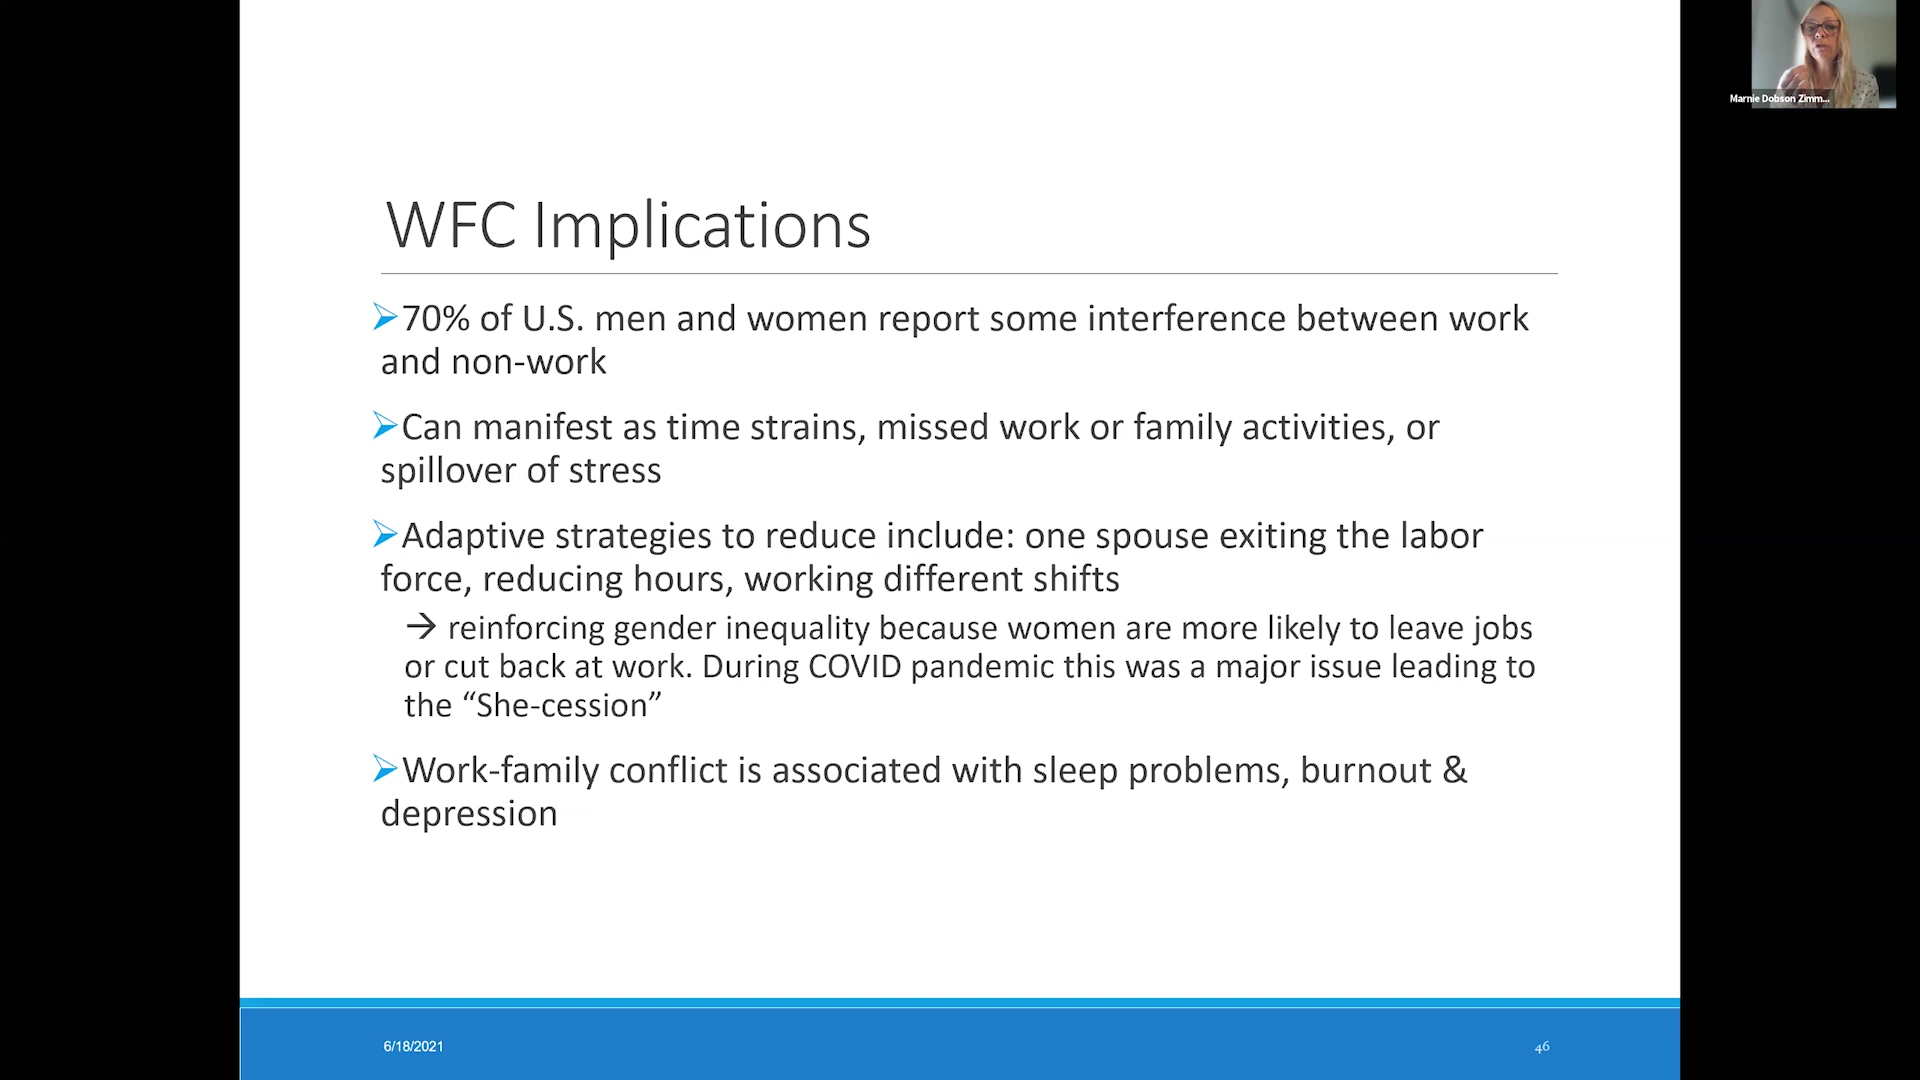 Marnie Dobson Zimm...
WFC Implications
➢70% of U.S. men and women report some interference between work
and non-work
➢Can manifest as time strains, missed work or family activities, or
spillover of stress
➢Adaptive strategies to reduce include: one spouse exiting the labor
force, reducing hours, working different shifts
→ reinforcing gender inequality because women are more likely to leave jobs
or cut back at work. During COVID pandemic this was a major issue leading to
the “She-cession”
➢Work-family conflict is associated with sleep problems, burnout &
depression
6/18/2021
46